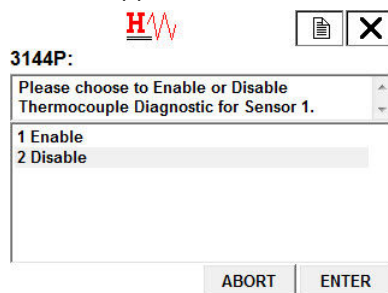 H
3144P:
Please choose to Enable or Disable
Thermocouple Diagnostic for Sensor 1.
1 Enable
2 Disable
ABORT ENTER